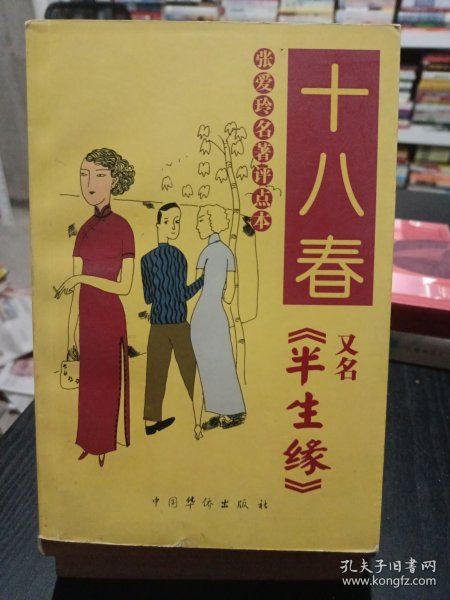 张爱玲名著评点本
十八春
又名
《半生缘》
中国华侨出版社
孔夫子旧书网
www.kongfz.com